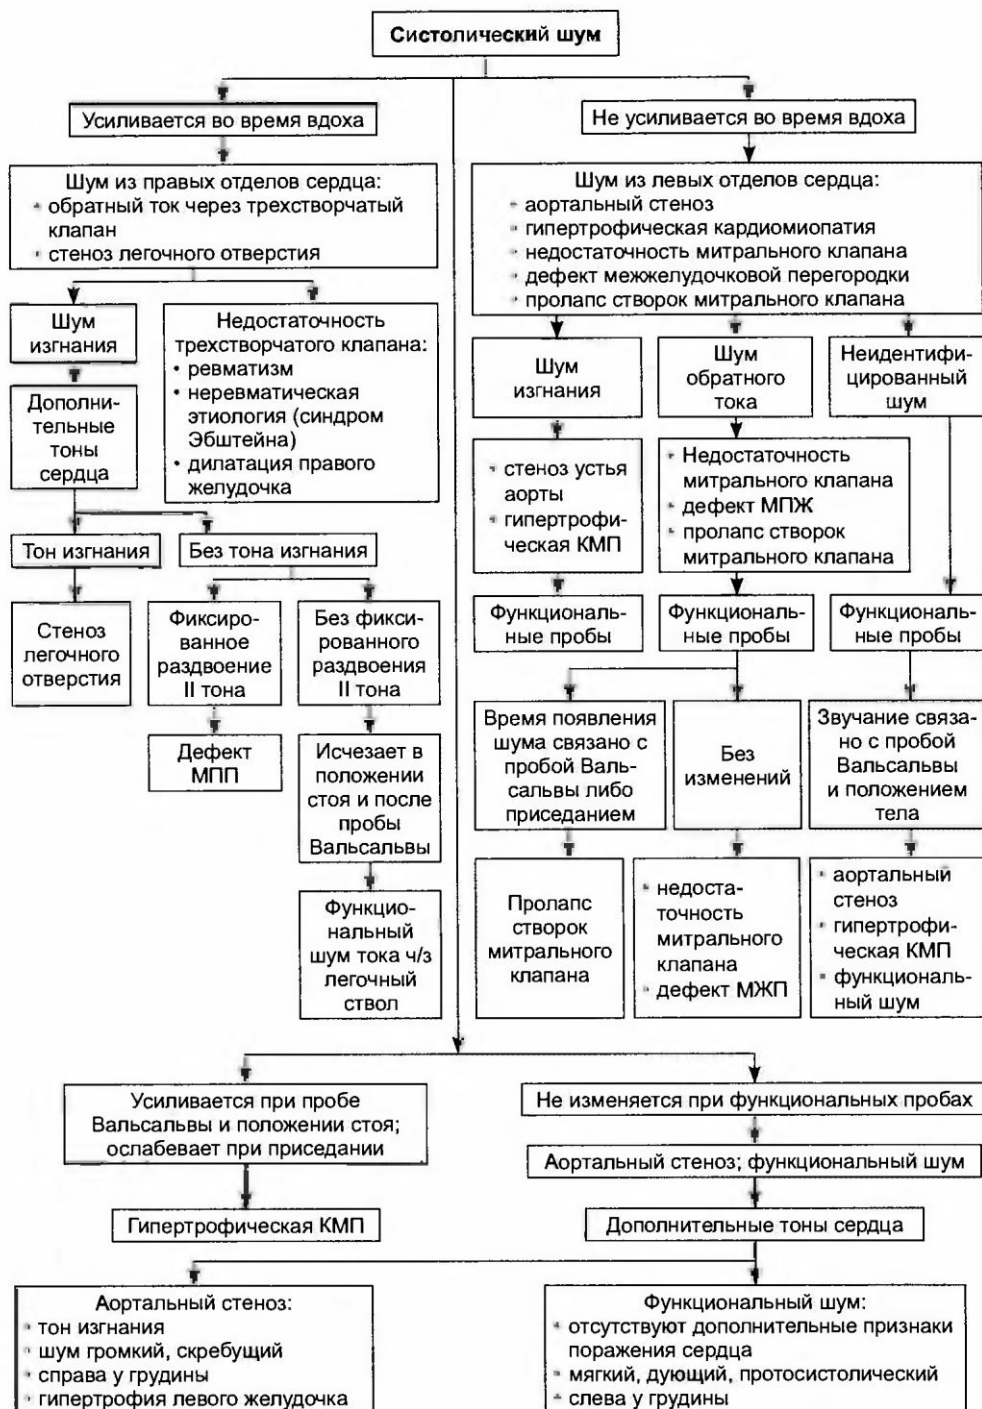 Систолический шум
Усиливается во время вдоха
Не усиливается во время вдоха
Шум из правых отделов сердца:
обратный ток через трехстворчатый
клапан
стеноз легочного отверстия
Шум из левых отделов сердца:
аортальный стеноз
гипертрофическая кардиомиопатия
недостаточность митрального клапана
дефект межжелудочковой перегородки
пролапс створок митрального клапана
Шум
изгнания
Недостаточность
трехстворчатого клапана:
• ревматизм
• неревматическая
этиология (синдром
Эбштейна)
• дилатация правого
желудочка
Дополни-
тельные
тоны
сердца
Шум
изгнания
Шум
обратного
тока
Неидентифи-
цированный
шум
стеноз устья
аорты
гипертрофи-
ческая КМП
Недостаточность
митрального клапана
дефект МПЖ
пролапс створок
митрального клапана
Тон изгнания
Без тона изгнания
Стеноз
легочного
отверстия
Фиксиро-
ванное
раздвоение
II тона
Без фикси-
рованного
раздвоения
II тона
Функциональ-
ные пробы
Функциональ-
ные пробы
Функциональ-
ные пробы
Дефект
МПП
Исчезает в
положении
стоя и после
пробы
Вальсальвы
Время появления
шума связано с
пробой Валь-
сальвы либо
приседанием
Без
изменений
Звучание связа-
но с пробой
Вальсальвы
и положением
тела
Функцио-
нальный
шум тока ч/з
легочный
ствол
Пролапс
створок
митрального
клапана
недоста-
точность
митрального
клапана
дефект МЖП
аортальный
стеноз
гипертрофи-
ческая КМП
функциональ-
ный шум
Усиливается при пробе
Вальсальвы и положении стоя;
ослабевает при приседании
Не изменяется при функциональных пробах
Аортальный стеноз; функциональный шум
Гипертрофическая КМП
Дополнительные тоны сердца
Аортальный стеноз:
тон изгнания
шум громкий, скребущий
справа у грудины
гипертрофия левого желудочка
Функциональный шум:
отсутствуют дополнительные признаки
поражения сердца
мягкий, дующий, протосистолический
слева у грудины